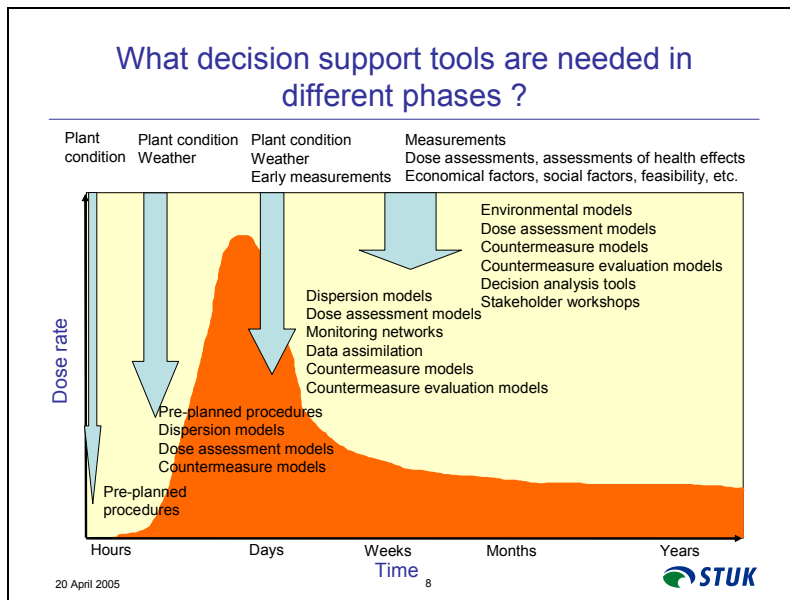 What decision support tools are needed in
different phases ?
Plant
condition
Plant condition
Weather
Plant condition
Weather
Early measurements
Measurements
Dose assessments, assessments of health effects
Economical factors, social factors, feasibility, etc.
Environmental models
Dose assessment models
Countermeasure models
Countermeasure evaluation models
Decision analysis tools
Stakeholder workshops
Dispersion models
Dose assessment models
Monitoring networks
Data assimilation
Countermeasure models
Countermeasure evaluation models
Pre-planned procedures
Dispersion models
Dose assessment models
Countermeasure models
Pre-planned
procedures
Dose rate
Hours
Days
Weeks
Months
Years
Time
20 April 2005
8
STUK